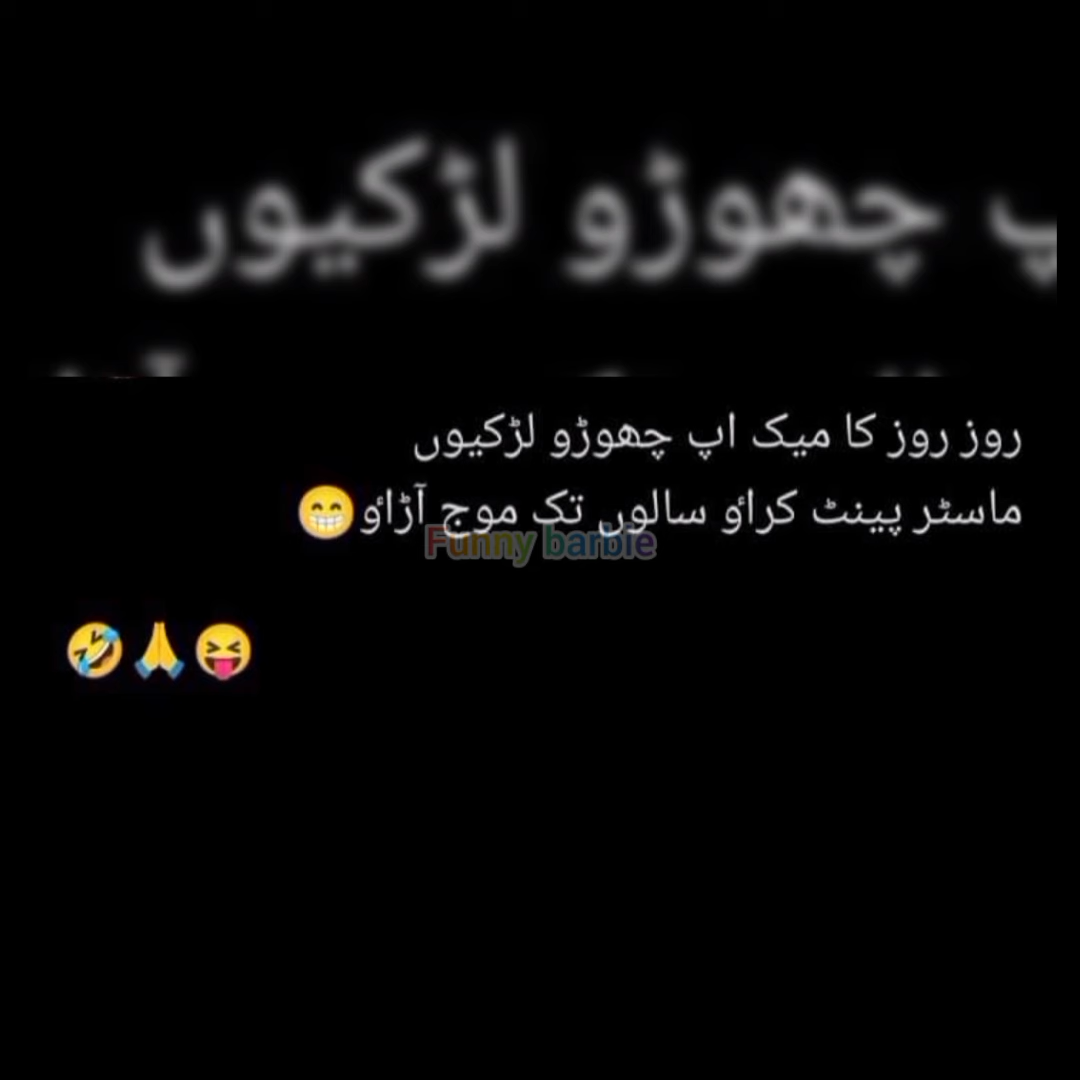 پ چھوڑو لڑکیوں
روز روز کا میک اپ چھوڑو لڑکیوں
ماسٹر پینٹ کراؤ سالوں تک موج آڑاؤ😁
Funny barbie
🤣🙏😝